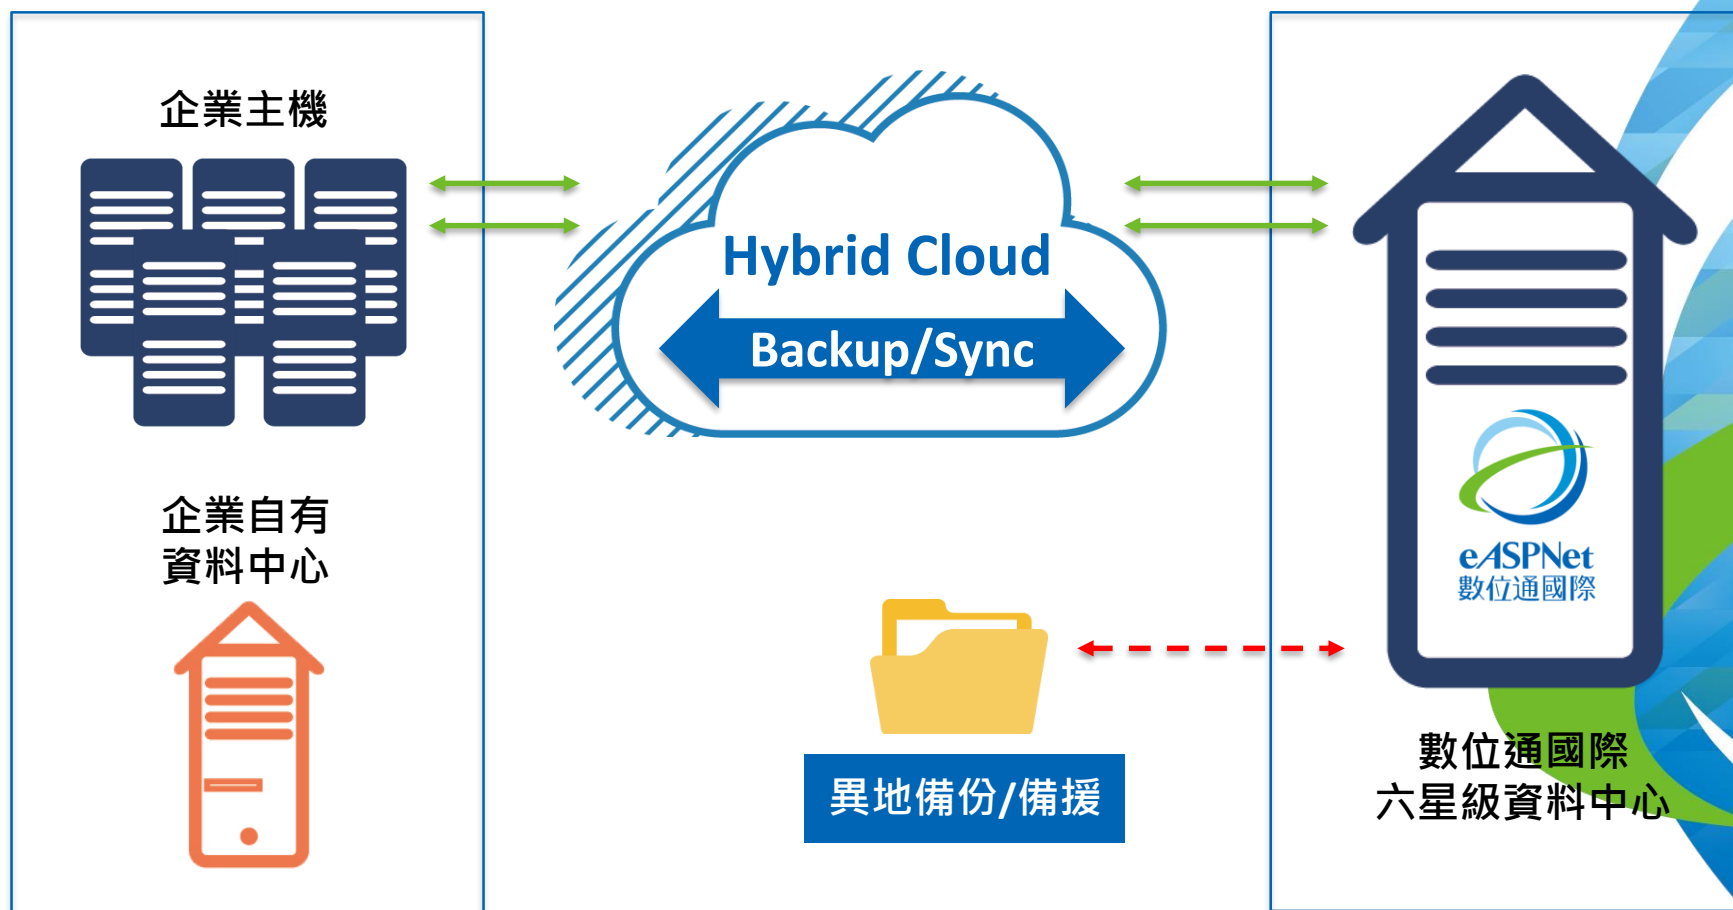 企業主機
企業自有
資料中心
Hybrid Cloud
Backup/Sync
異地備份/備援
eASPNet
數位通國際
數位通國際
六星級資料中心